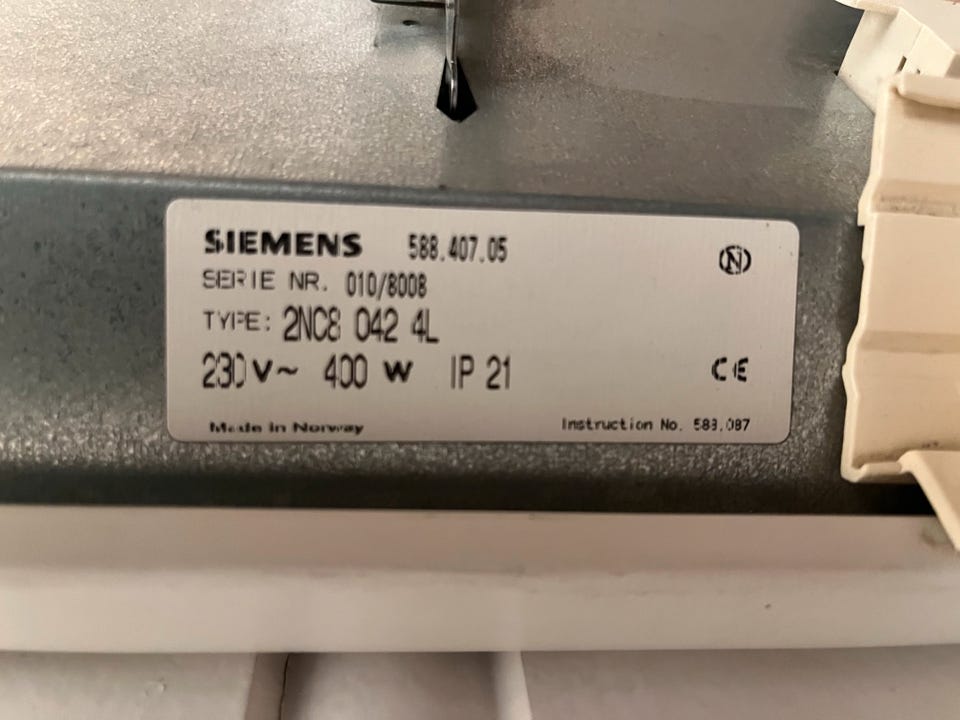 SIEMENS 588.407.05
N
SERIE NR. 010/8008
TYPE: 2NC8 042 4L
230 V~ 400 W IP 21
CE
Made in Norway
Instruction No. 583.087